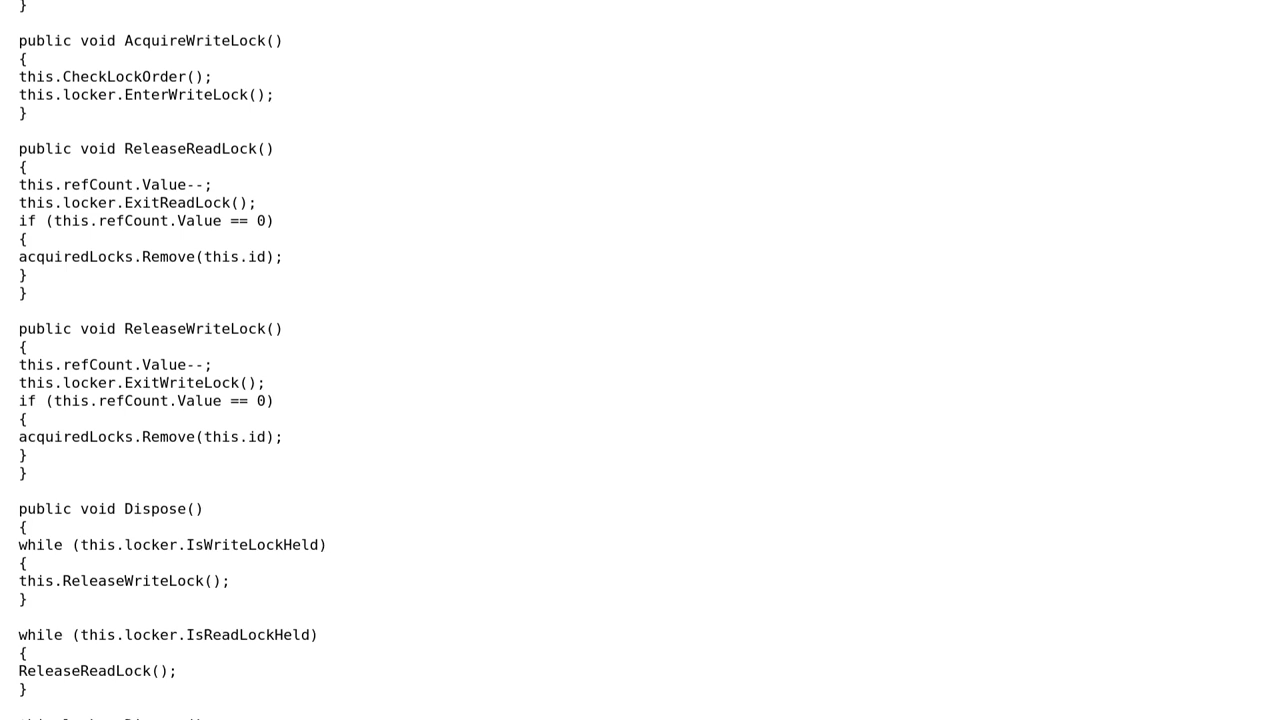 }

public void AcquireWriteLock()
{
this.CheckLockOrder();
this.locker.EnterWriteLock();
}

public void ReleaseReadLock()
{
this.refCount.Value--;
this.locker.ExitReadLock();
if (this.refCount.Value == 0)
{
acquiredLocks.Remove(this.id);
}
}

public void ReleaseWriteLock()
{
this.refCount.Value--;
this.locker.ExitWriteLock();
if (this.refCount.Value == 0)
{
acquiredLocks.Remove(this.id);
}
}

public void Dispose()
{
while (this.locker.IsWriteLockHeld)
{
this.ReleaseWriteLock();
}

while (this.locker.IsReadLockHeld)
{
ReleaseReadLock();
}